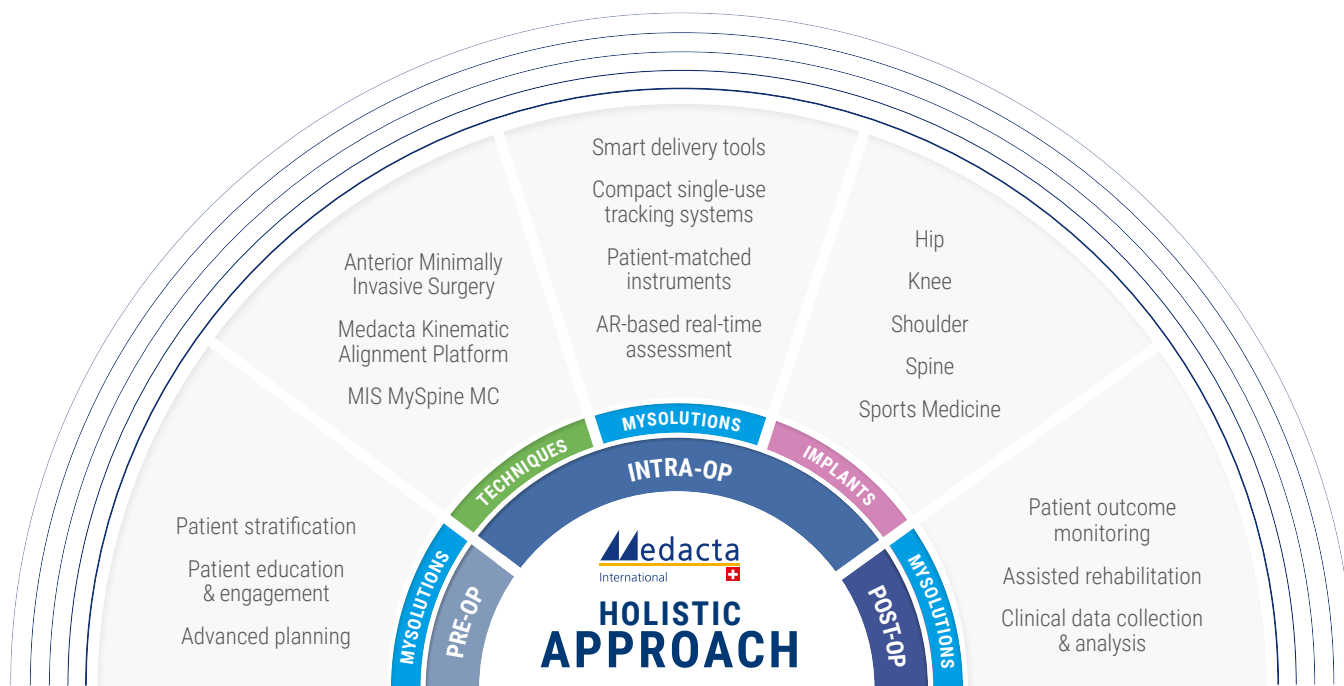 Smart delivery tools
Compact single-use
tracking systems
Patient-matched
instruments
AR-based real-time
assessment
Anterior Minimally
Invasive Surgery
Medacta Kinematic
Alignment Platform
MIS MySpine MC
Hip
Knee
Shoulder
Spine
Sports Medicine
Patient stratification
Patient education
& engagement
Advanced planning
Patient outcome
monitoring
Assisted rehabilitation
Clinical data collection
& analysis
MYSOLUTIONS
TECHNIQUES
MYSOLUTIONS
IMPLANTS
MYSOLUTIONS
PRE-OP
INTRA-OP
POST-OP
Medacta
International
HOLISTIC
APPROACH